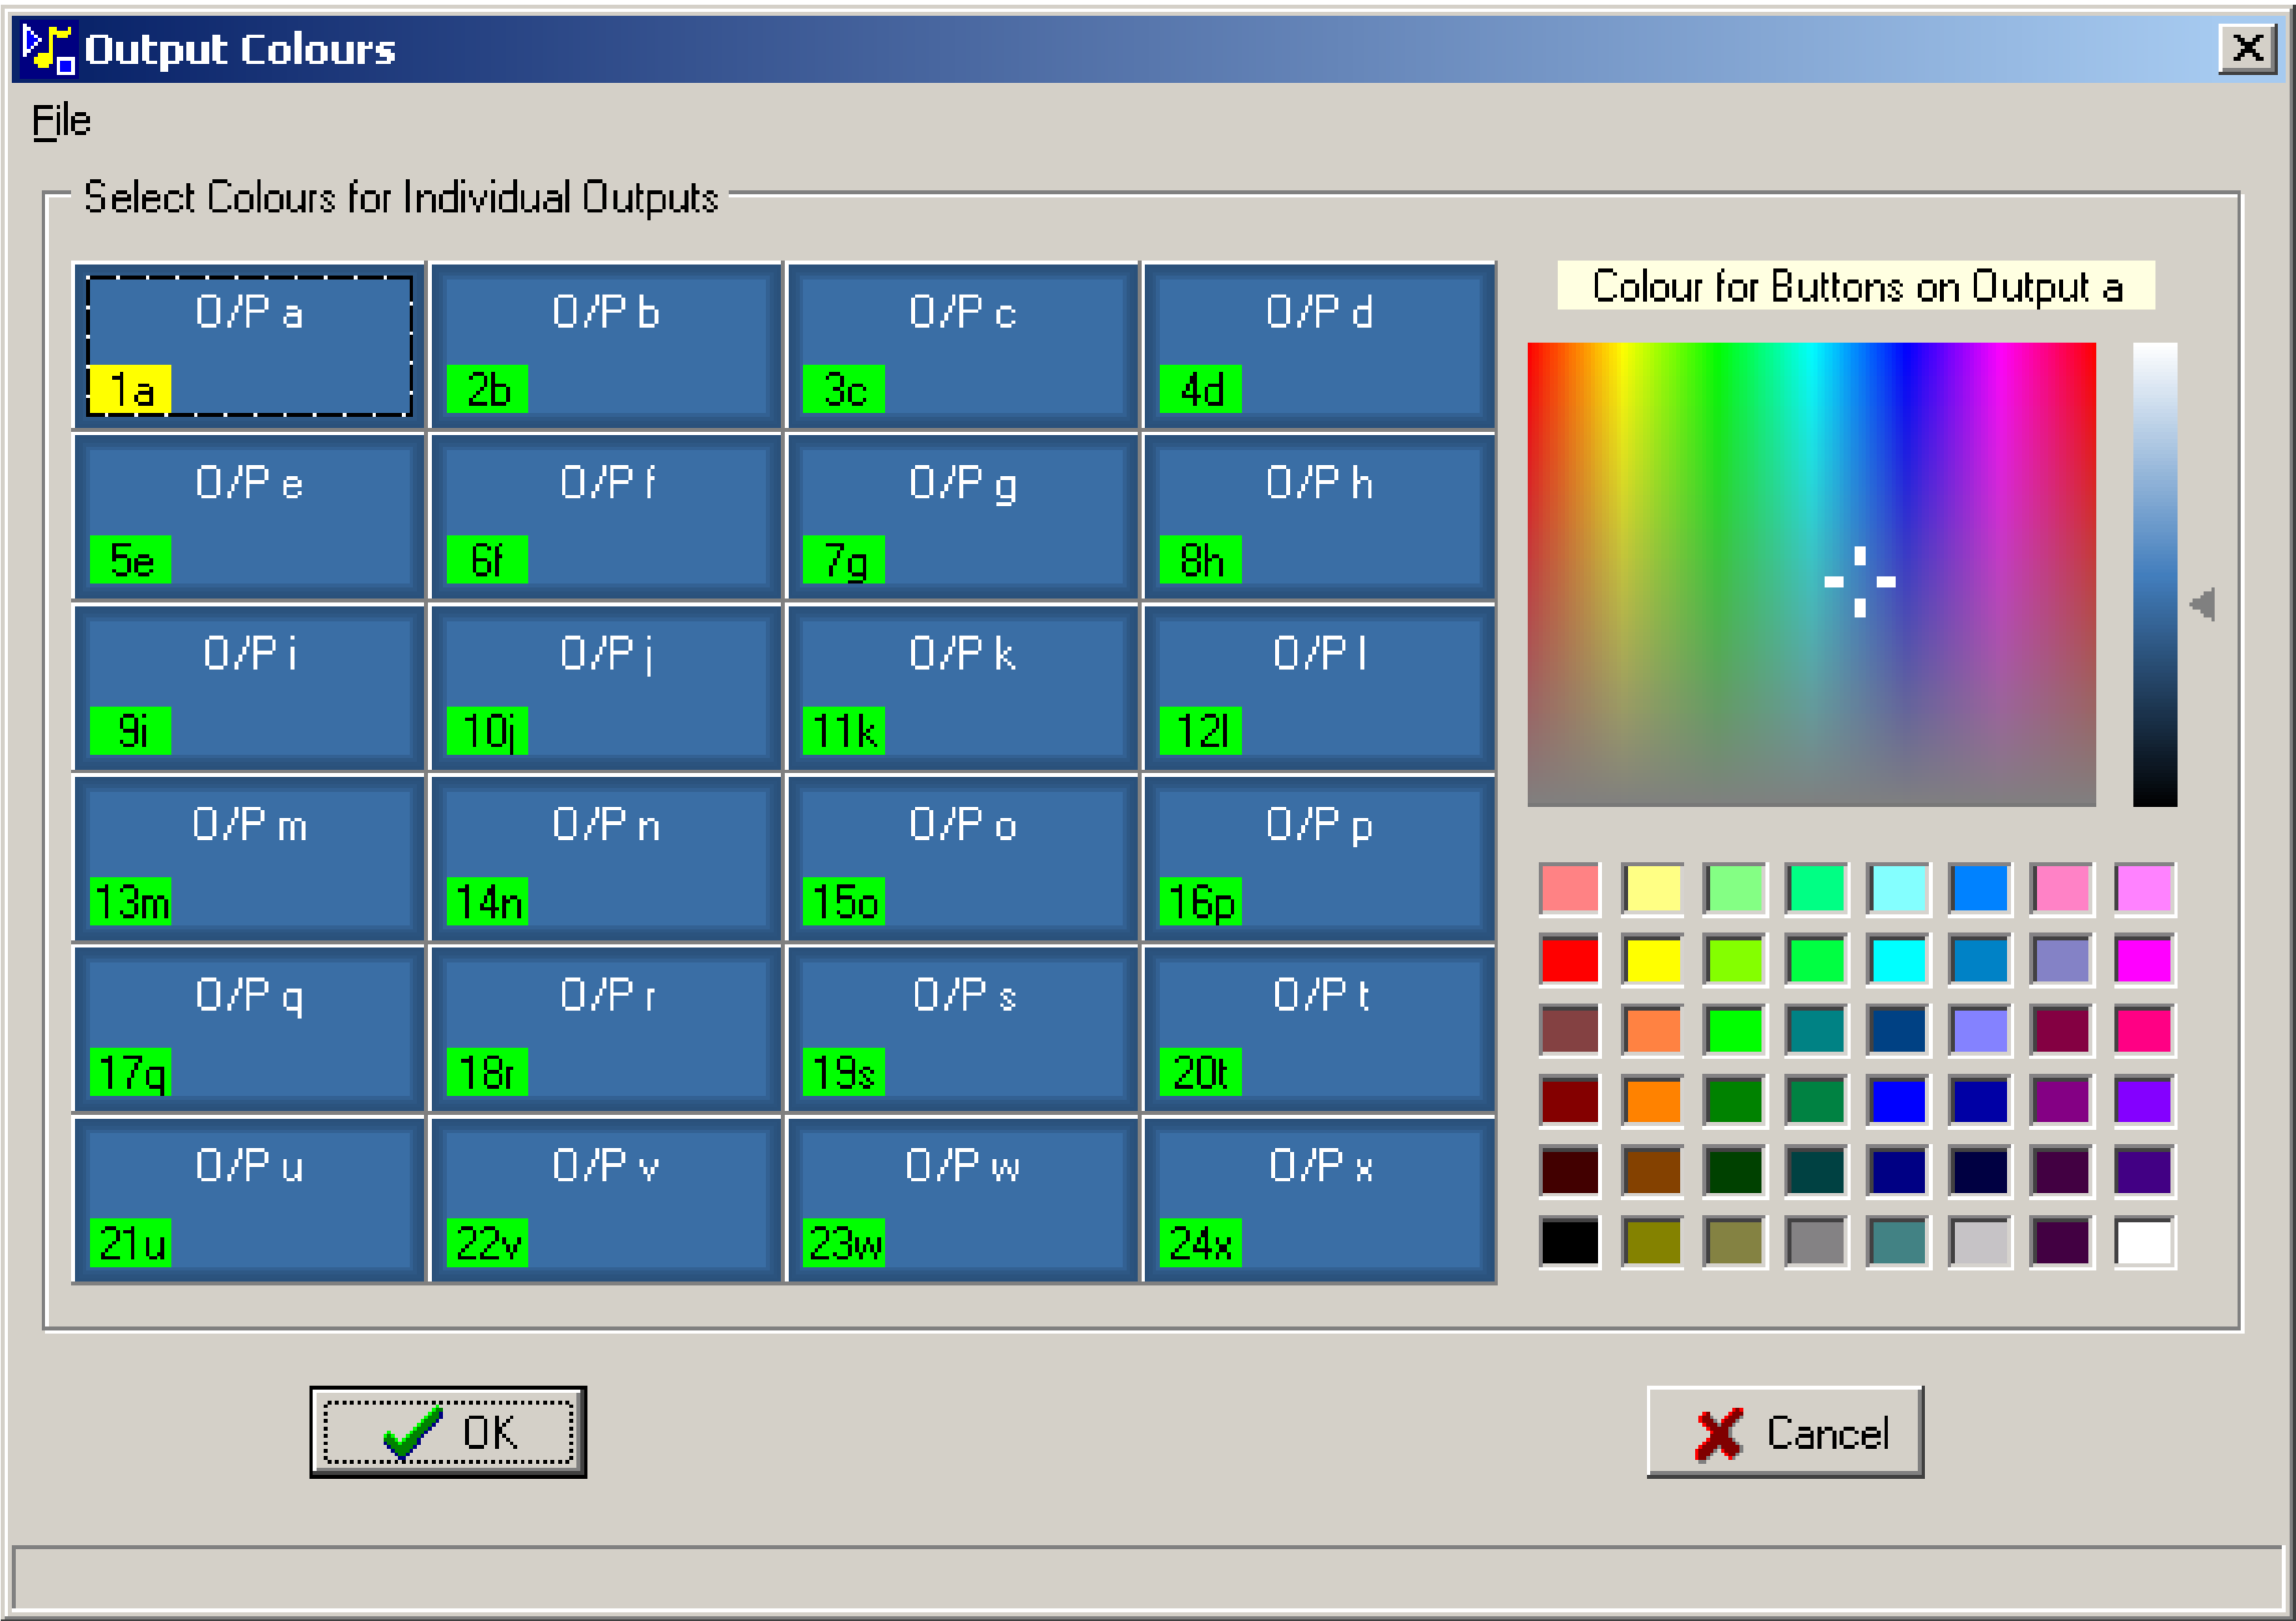 Output Colours
File
Select Colours for Individual Outputs
Colour for Buttons on Output a
O/P a
O/P b
O/P c
O/P d
1a
2b
3c
4d
O/P e
O/P f
O/P g
O/P h
5e
6f
7g
8h
O/P i
O/P j
O/P k
O/P l
9i
10j
11k
12l
O/P m
O/P n
O/P o
O/P p
13m
14n
15o
16p
O/P q
O/P r
O/P s
O/P t
17q
18r
19s
20t
O/P u
O/P v
O/P w
O/P x
21u
22v
23w
24x
OK
Cancel